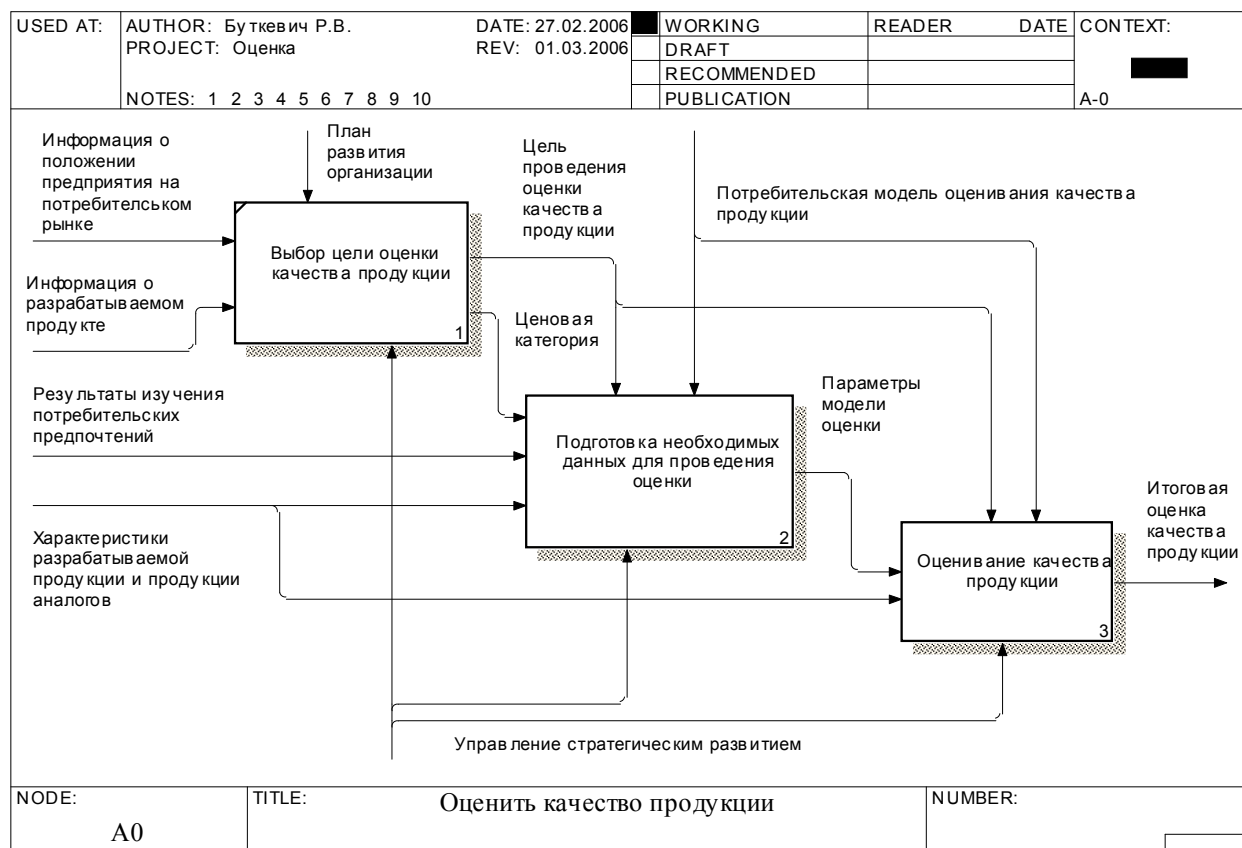 USED AT:
AUTHOR: Буткевич Р.В.
DATE: 27.02.2006
PROJECT: Оценка
REV: 01.03.2006
NOTES: 1 2 3 4 5 6 7 8 9 10
WORKING
DRAFT
RECOMMENDED
PUBLICATION
READER DATE
CONTEXT:
A-0
Информация о
положении
предприятия на
потребителськом
рынке
План
развития
организации
Цель
проведения
оценки
качества
продукции
Потребительская модель оценивания качества
продукции
Выбор цели оценки
качества продукции
1
Информация о
разрабатываемом
продукте
Ценовая
категория
Результаты изучения
потребительских
предпочтений
Параметры
модели
оценки
Подготовка необходимых
данных для проведения
оценки
2
Итоговая
оценка
качества
продукции
Характеристики
разрабатываемой
продукции и продукции
аналогов
Оценивание качества
продукции
3
Управление стратегическим развитием
NODE:
A0
TITLE:
Оценить качество продукции
NUMBER: